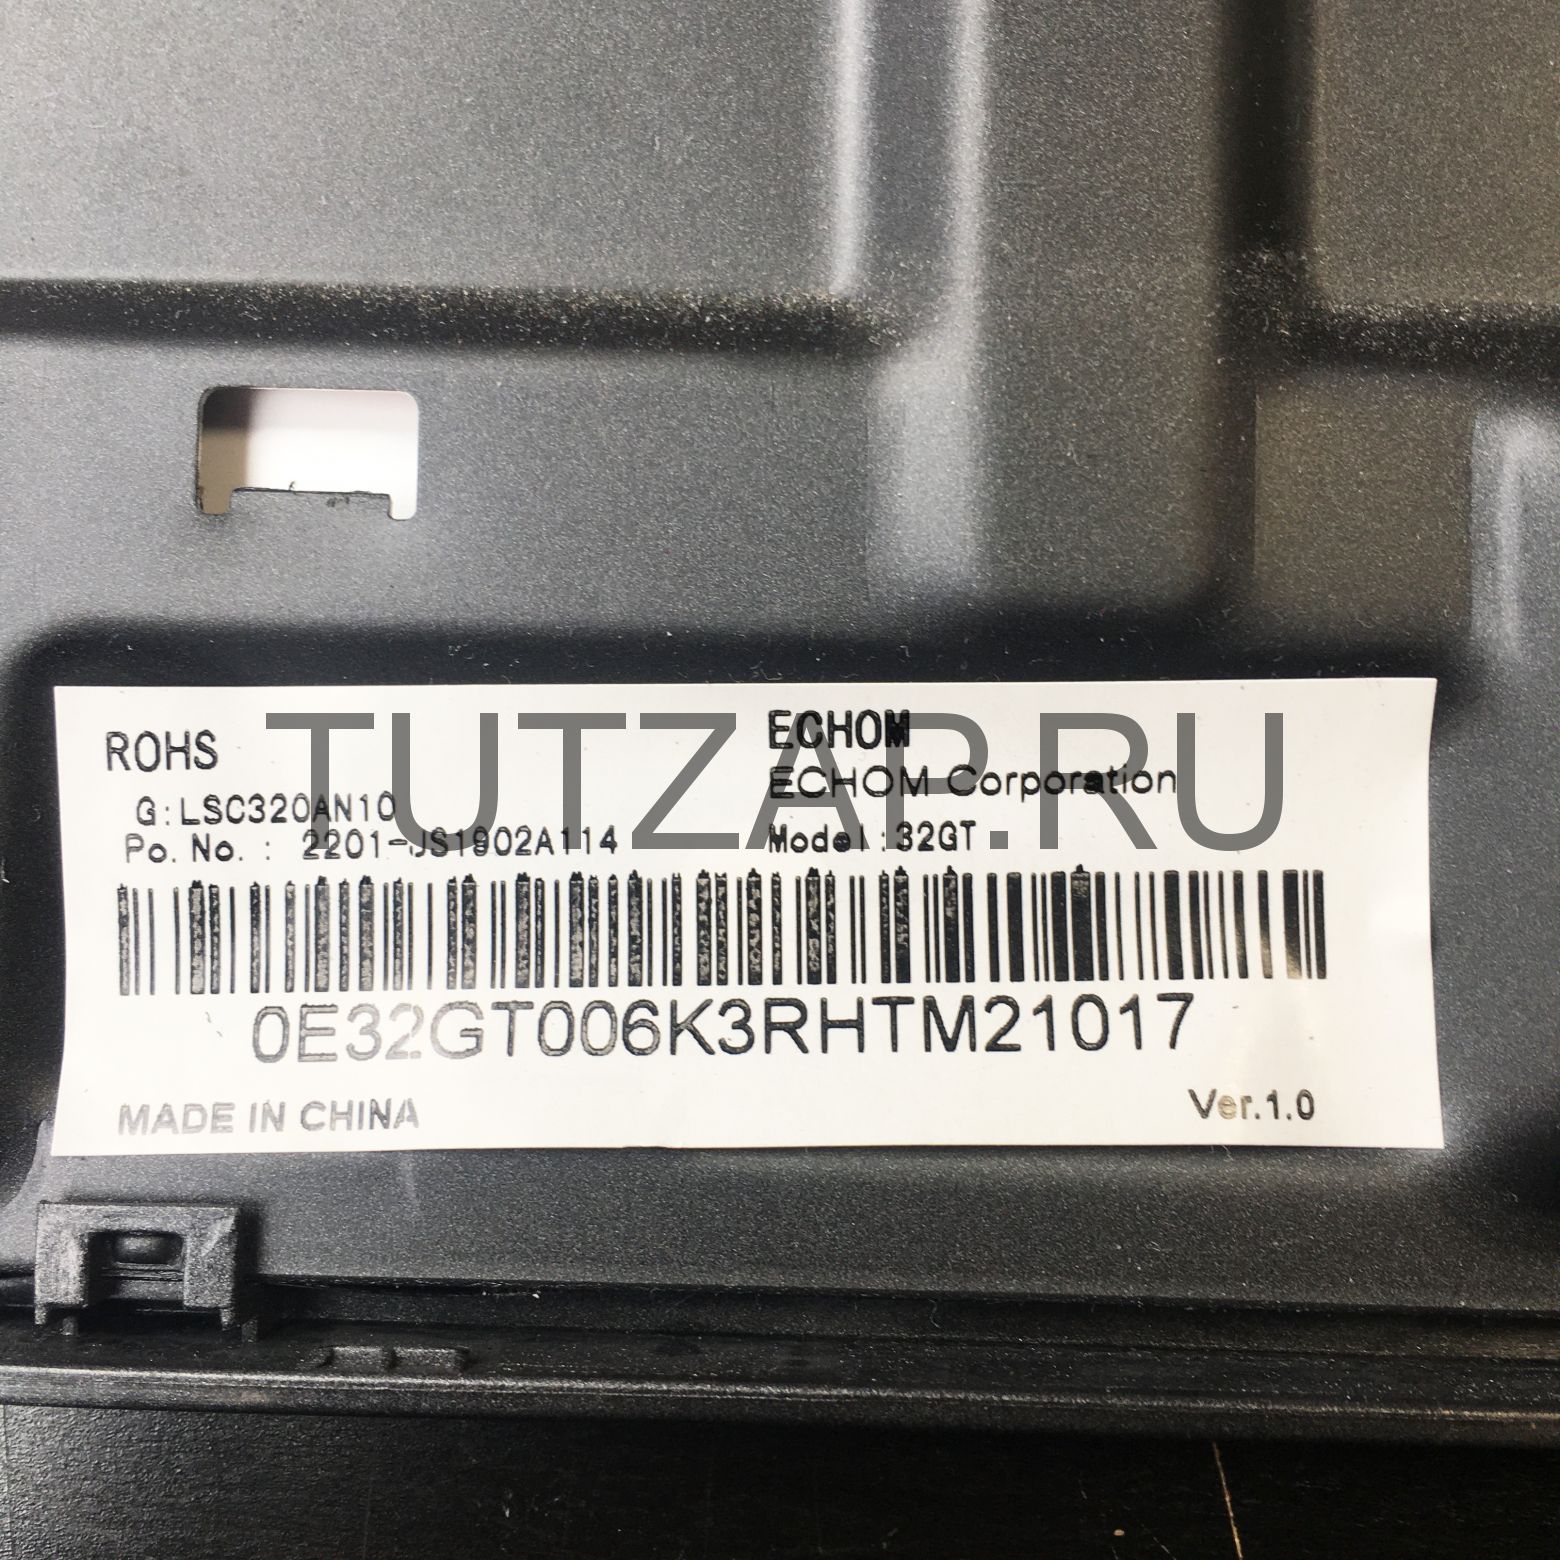 TUTZAP.RU
ROHS
ECHOM
ECHOM Corporation
G:LSC320AN10
Po. No. : 2201-JS1902A114
Model:32GT
0E32GT006K3RHTM21017
MADE IN CHINA
Ver.1.0